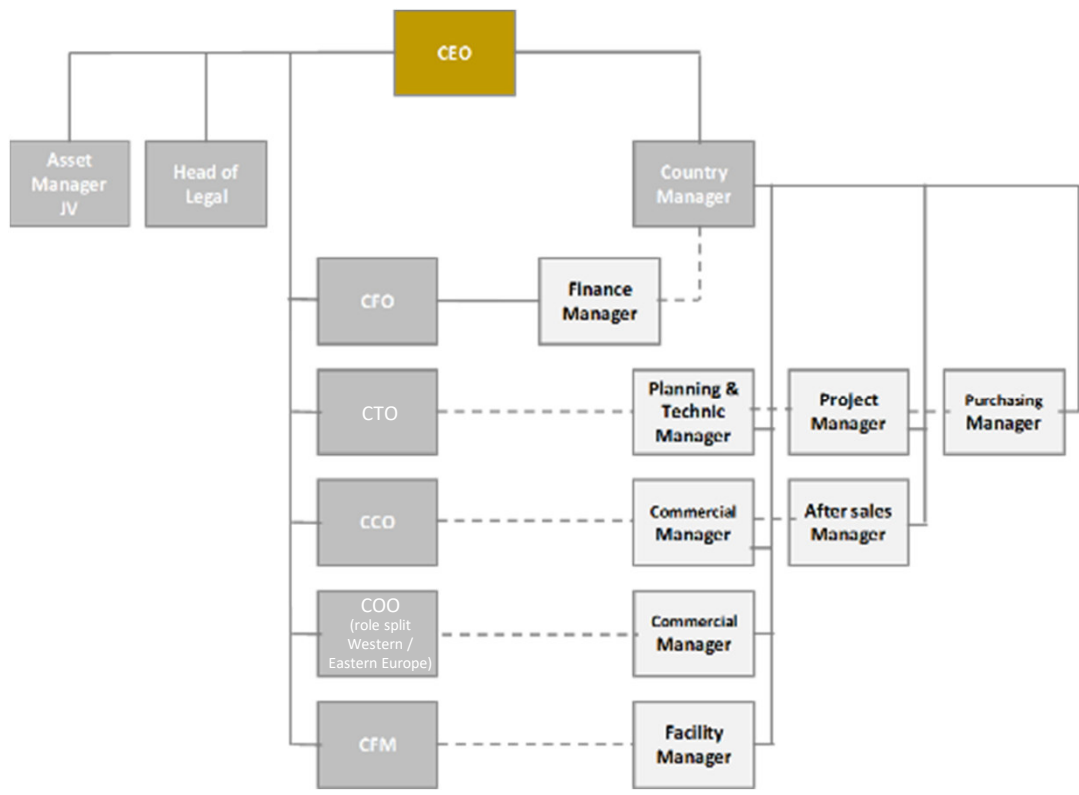 CEO
Asset
Manager
JV
Head of
Legal
Country
Manager
CFO
Finance
Manager
CTO
Planning &
Technic
Manager
Project
Manager
Purchasing
Manager
CCO
Commercial
Manager
After sales
Manager
COO
(role split
Western /
Eastern Europe)
Commercial
Manager
CFM
Facility
Manager